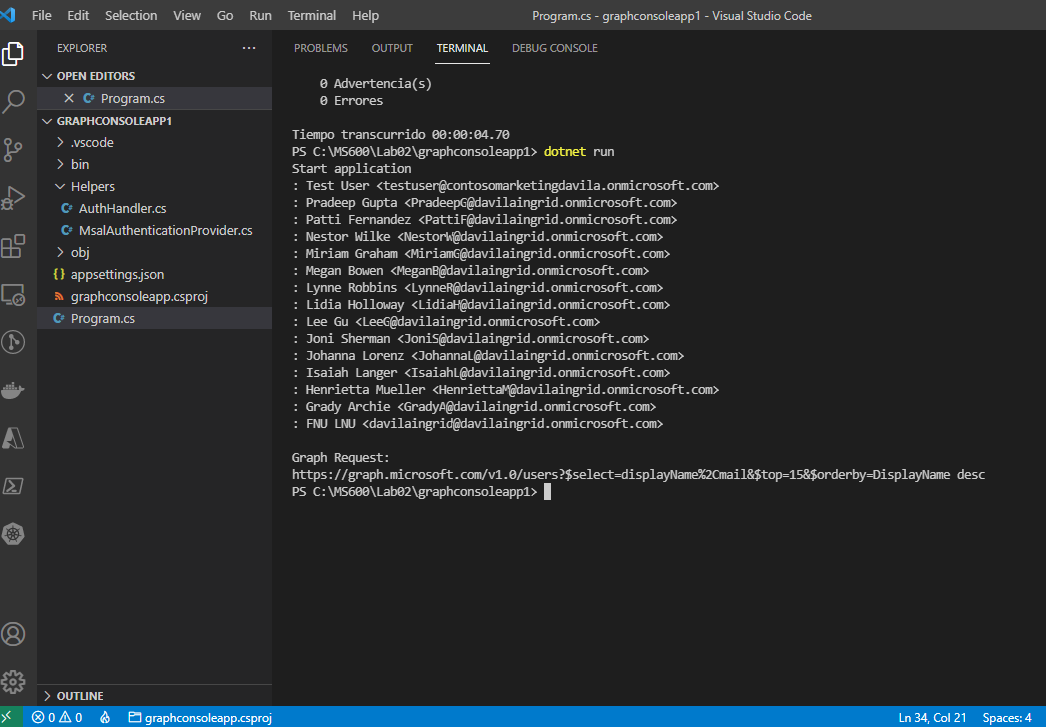 File Edit Selection View Go Run Terminal Help Program.cs - graphconsoleapp1 - Visual Studio Code
EXPLORER ...
OPEN EDITORS
C# Program.cs
GRAPHCONSOLEAPP1
.vscode
bin
Helpers
C# AuthHandler.cs
C# MsalAuthenticationProvider.cs
obj
{} appsettings.json
graphconsoleapp.csproj
C# Program.cs
OUTLINE
PROBLEMS OUTPUT TERMINAL DEBUG CONSOLE
0 Advertencia(s)
0 Errores
Tiempo transcurrido 00:00:04.70
PS C:\MS600\Lab02\graphconsoleapp1> dotnet run
Start application
: Test User <testuser@contosomarketingdavila.onmicrosoft.com>
: Pradeep Gupta <PradeepG@davilaingrid.onmicrosoft.com>
: Patti Fernandez <PattiF@davilaingrid.onmicrosoft.com>
: Nestor Wilke <NestorW@davilaingrid.onmicrosoft.com>
: Miriam Graham <MiriamG@davilaingrid.onmicrosoft.com>
: Megan Bowen <MeganB@davilaingrid.onmicrosoft.com>
: Lynne Robbins <LynneR@davilaingrid.onmicrosoft.com>
: Lidia Holloway <LidiaH@davilaingrid.onmicrosoft.com>
: Lee Gu <LeeG@davilaingrid.onmicrosoft.com>
: Joni Sherman <JoniS@davilaingrid.onmicrosoft.com>
: Johanna Lorenz <JohannaL@davilaingrid.onmicrosoft.com>
: Isaiah Langer <IsaiahL@davilaingrid.onmicrosoft.com>
: Henrietta Mueller <HenriettaM@davilaingrid.onmicrosoft.com>
: Grady Archie <GradyA@davilaingrid.onmicrosoft.com>
: FNU LNU <davilaingrid@davilaingrid.onmicrosoft.com>
Graph Request:
https://graph.microsoft.com/v1.0/users?$select=displayName%2Cmail&$top=15&$orderby=DisplayName desc
PS C:\MS600\Lab02\graphconsoleapp1>
0 0 graphconsoleapp.csproj Ln 34, Col 21 Spaces: 4